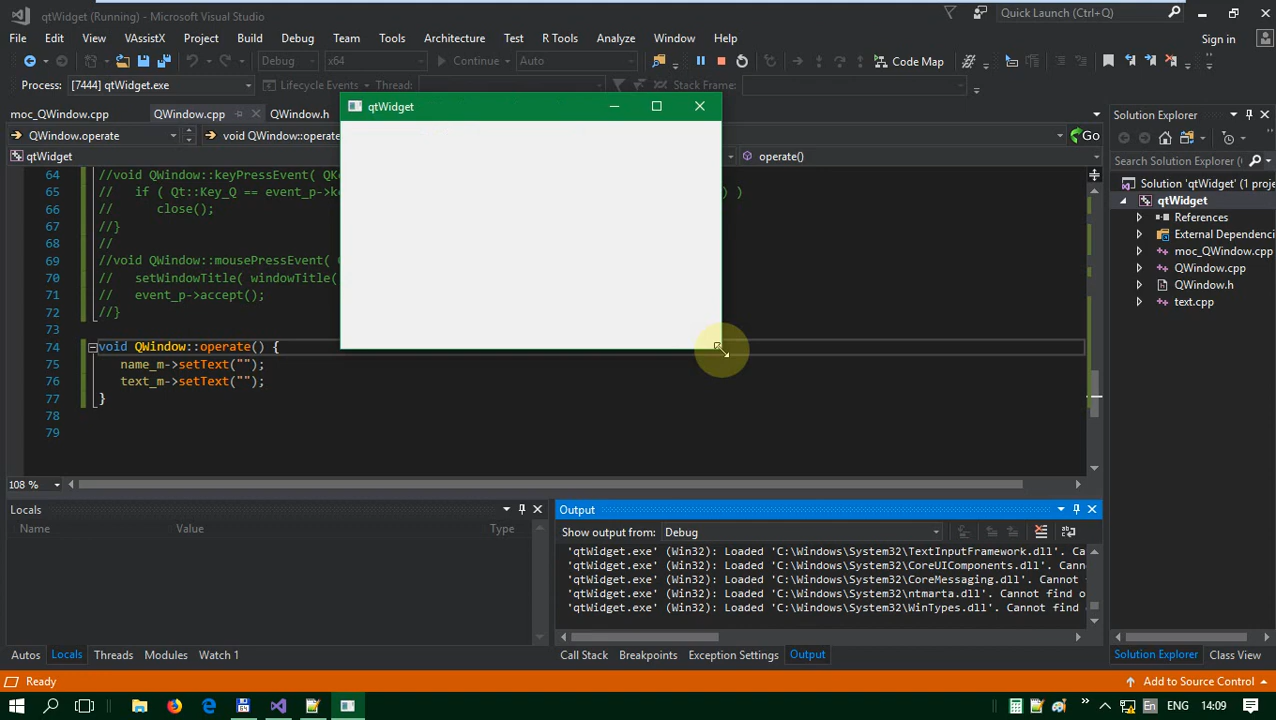 qtWidget (Running) - Microsoft Visual Studio
Quick Launch (Ctrl+Q)
File Edit View VAssistX Project Build Debug Team Tools Architecture Test R Tools Analyze Window Help
Sign in
Debug x64 Continue Auto Code Map
Process: [7444] qtWidget.exe Lifecycle Events Thread: Stack Frame:
moc_QWindow.cpp QWindow.cpp QWindow.h
qtWidget
Solution Explorer
QWindow.operate void QWindow::operate() Go
qtWidget operate()
Search Solution Explorer (
64 //void QWindow::keyPressEvent( QK
65 // if ( Qt::Key_Q == event_p->k ) )
66 // close();
67 //}
68 //
69 //void QWindow::mousePressEvent(
70 // setWindowTitle( windowTitle(
71 // event_p->accept();
72 //}
73
74 void QWindow::operate() {
75 name_m->setText("");
76 text_m->setText("");
77 }
78
79
Solution 'qtWidget' (1 proje
qtWidget
References
External Dependenci
moc_QWindow.cpp
QWindow.cpp
QWindow.h
text.cpp
108 %
Locals
Name Value Type
Output
Show output from: Debug
'qtWidget.exe' (Win32): Loaded 'C:\Windows\System32\TextInputFramework.dll'. Ca
'qtWidget.exe' (Win32): Loaded 'C:\Windows\System32\CoreUIComponents.dll'. Canno
'qtWidget.exe' (Win32): Loaded 'C:\Windows\System32\CoreMessaging.dll'. Cannot f
'qtWidget.exe' (Win32): Loaded 'C:\Windows\System32\ntmarta.dll'. Cannot find o
'qtWidget.exe' (Win32): Loaded 'C:\Windows\System32\WinTypes.dll'. Cannot find
Autos Locals Threads Modules Watch 1
Call Stack Breakpoints Exception Settings Output
Solution Explorer Class View
Ready
Add to Source Control
64
En ENG 14:09